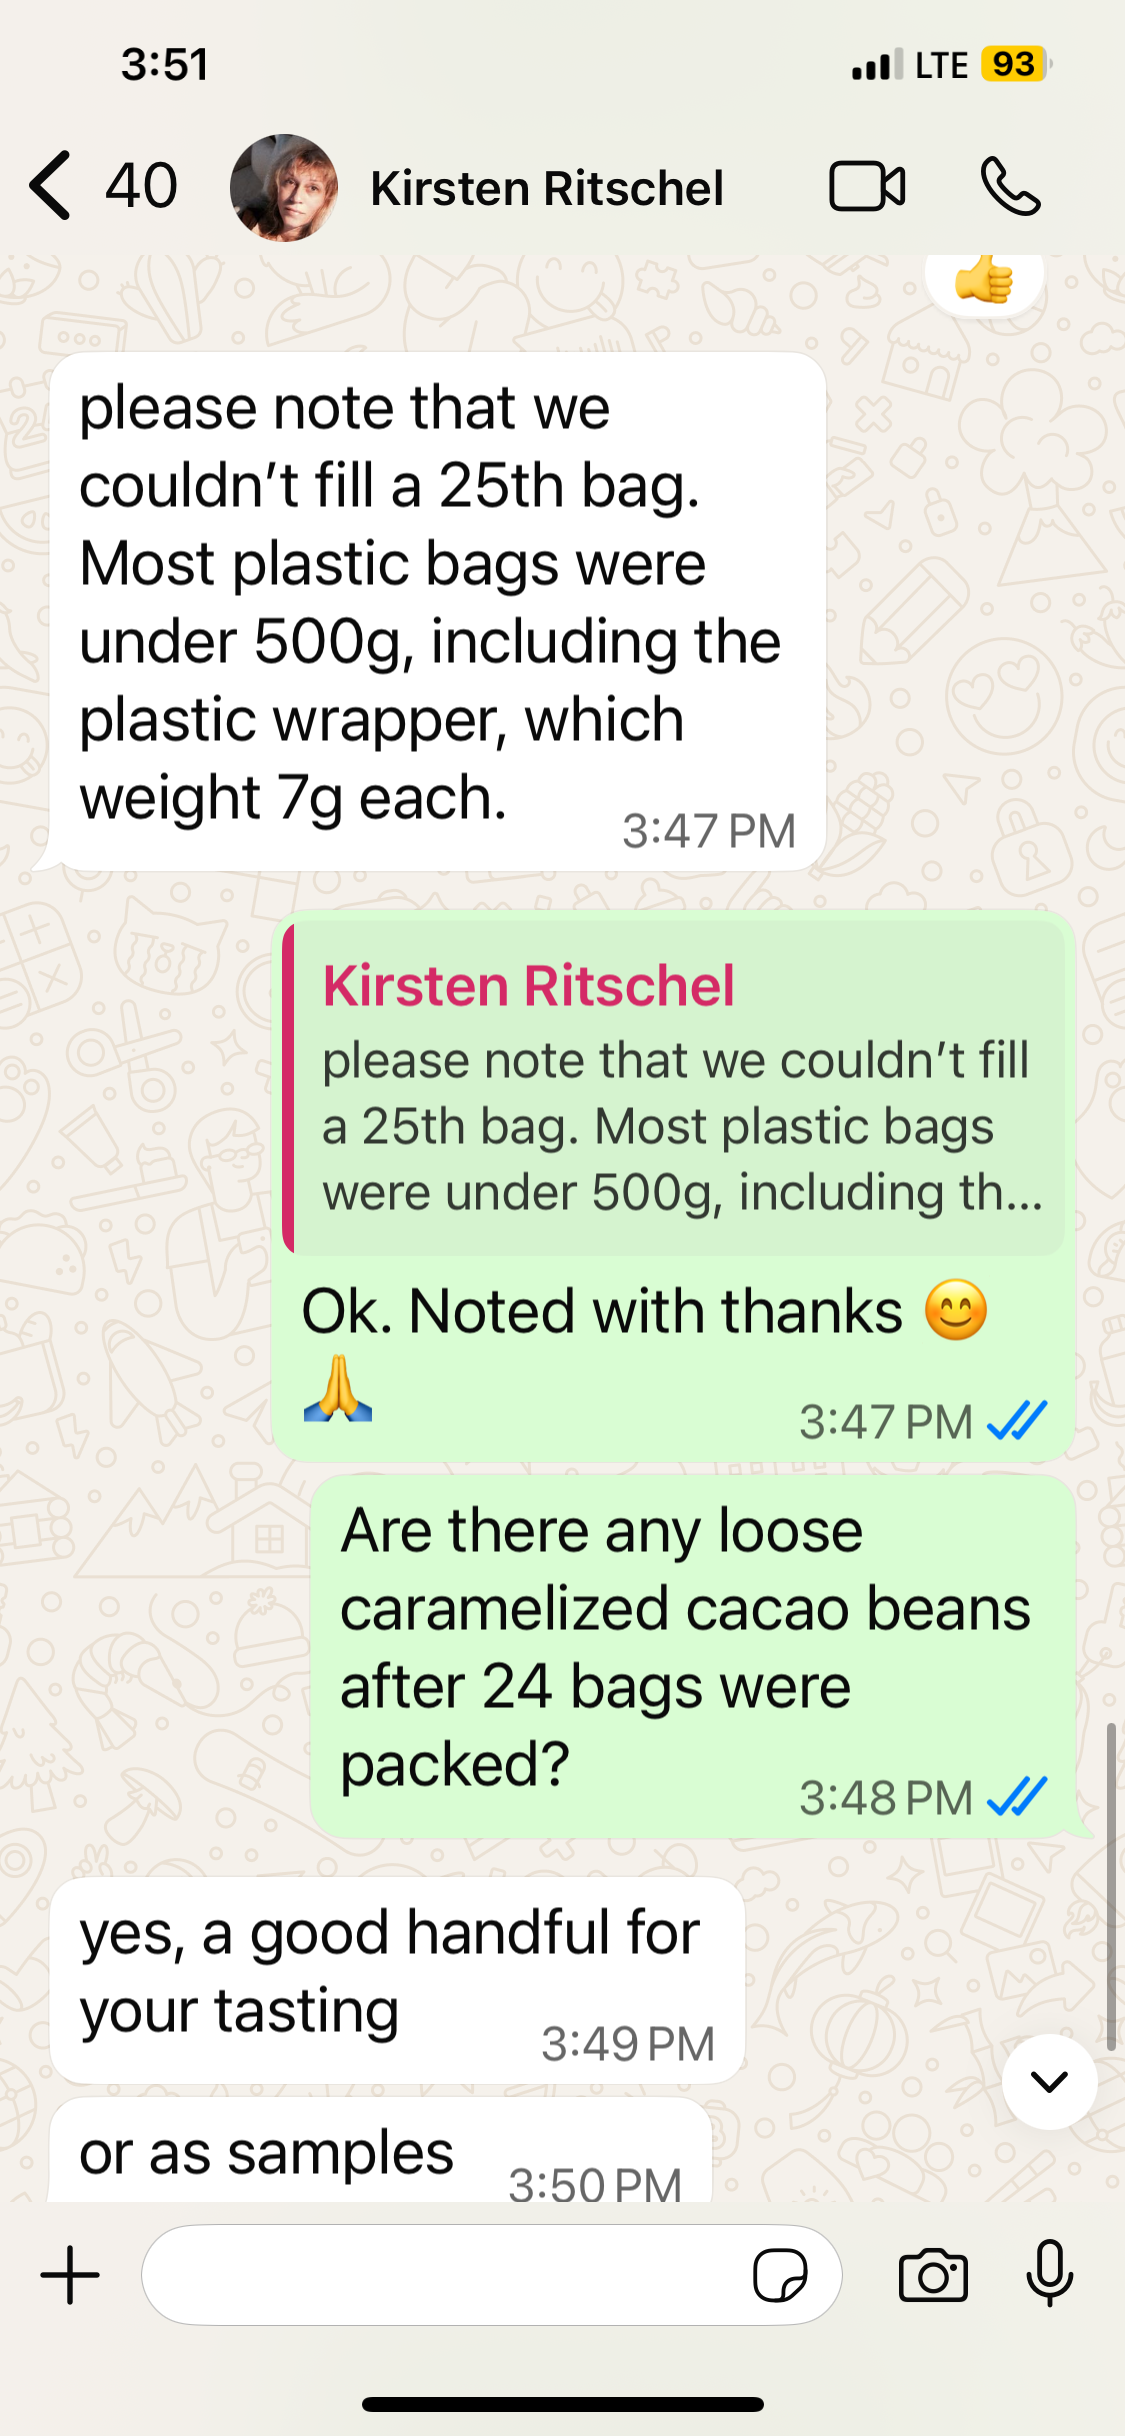 3:51
LTE 93
40 Kirsten Ritschel
👍
please note that we
couldn’t fill a 25th bag.
Most plastic bags were
under 500g, including the
plastic wrapper, which
weight 7g each.
3:47 PM
Kirsten Ritschel
please note that we couldn’t fill
a 25th bag. Most plastic bags
were under 500g, including th...
Ok. Noted with thanks 😊
🙏
3:47 PM
Are there any loose
caramelized cacao beans
after 24 bags were
packed?
3:48 PM
yes, a good handful for
your tasting
3:49 PM
or as samples
3:50 PM